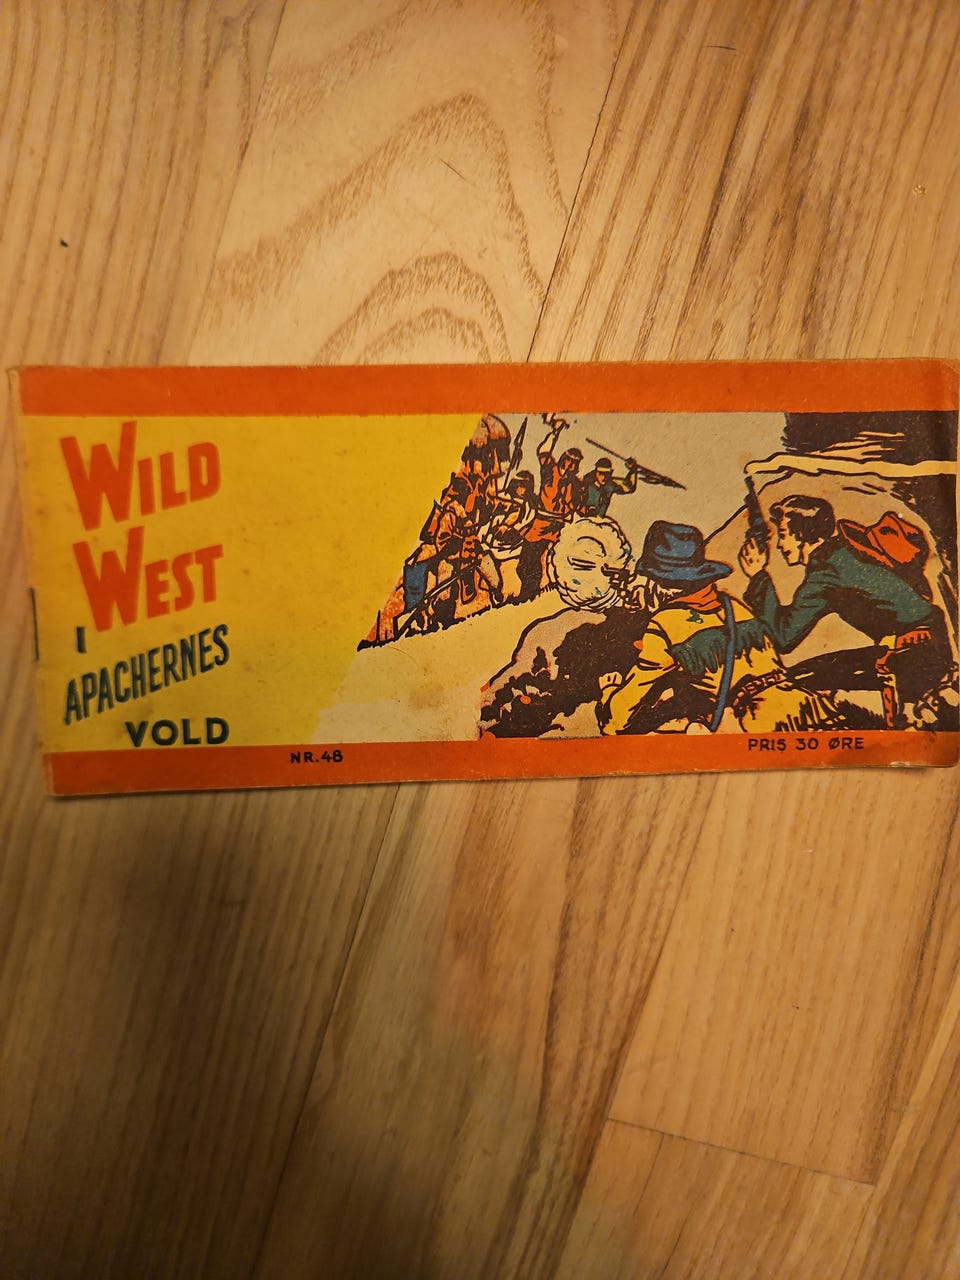 WILD
WEST
I
APACHERNES
VOLD
NR.48
PRIS 30 ØRE